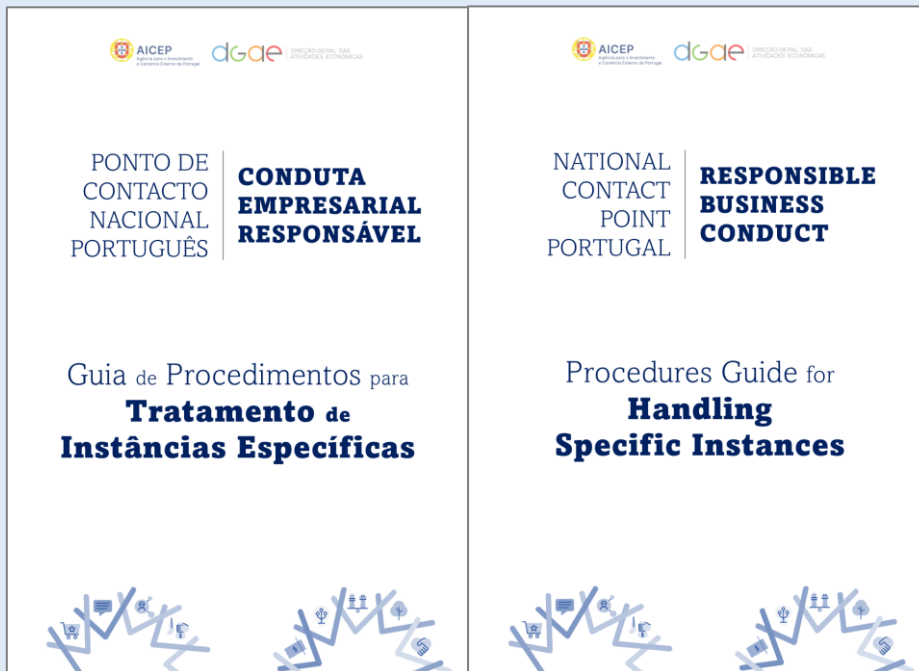 AICEP
Agência para o Investimento
e Comércio Externo de Portugal
dgae
DIREÇÃO-GERAL DAS
ATIVIDADES ECONÓMICAS
PONTO DE
CONTACTO
NACIONAL
PORTUGUÊS
CONDUTA
EMPRESARIAL
RESPONSÁVEL
Guia de Procedimentos para
Tratamento de
Instâncias Específicas
AICEP
Agência para o Investimento
e Comércio Externo de Portugal
dgae
DIREÇÃO-GERAL DAS
ATIVIDADES ECONÓMICAS
NATIONAL
CONTACT
POINT
PORTUGAL
RESPONSIBLE
BUSINESS
CONDUCT
Procedures Guide for
Handling
Specific Instances